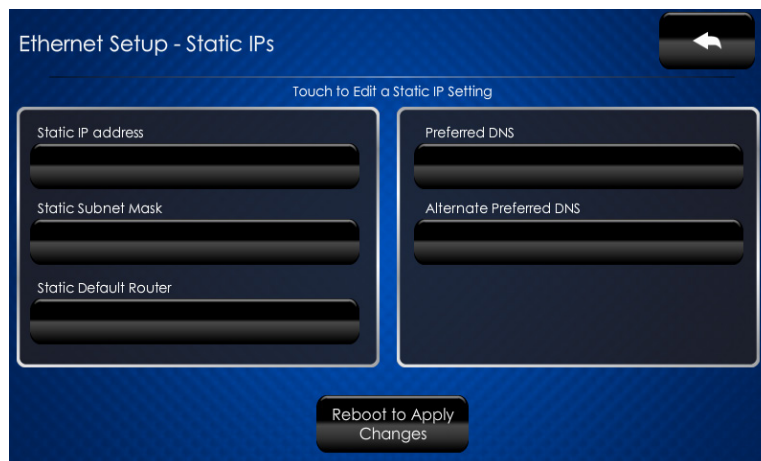 Ethernet Setup - Static IPs
Touch to Edit a Static IP Setting
Static IP address
Static Subnet Mask
Static Default Router
Preferred DNS
Alternate Preferred DNS
Reboot to Apply
Changes